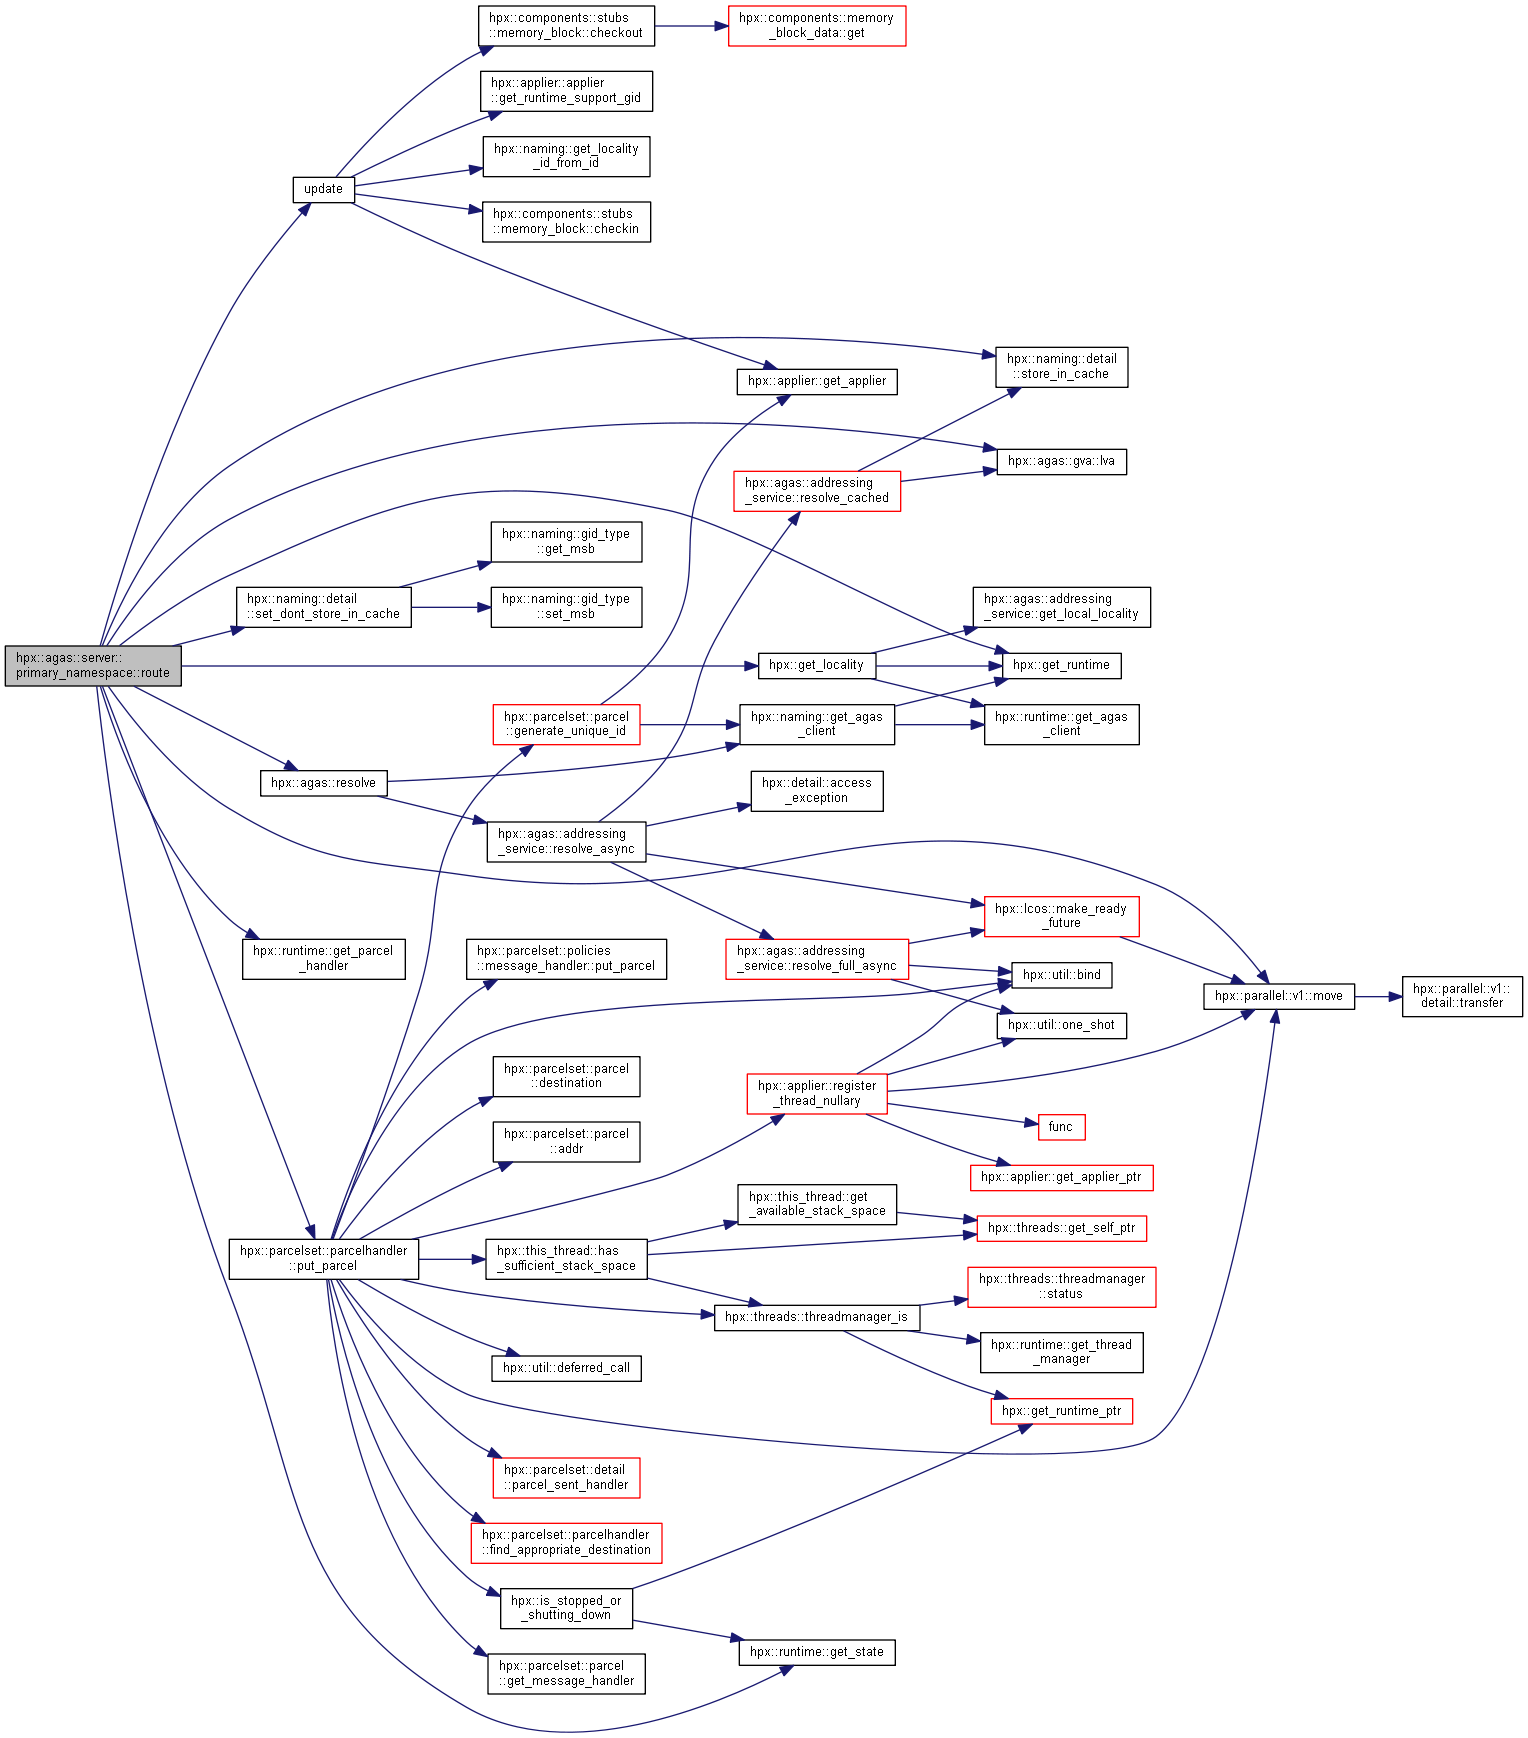 hpx::components::stubs
::memory_block::checkout
hpx::components::memory
_block_data::get
hpx::applier::applier
::get_runtime_support_gid
hpx::naming::get_locality
_id_from_id
update
hpx::components::stubs
::memory_block::checkin
hpx::applier::get_applier
hpx::naming::detail
::store_in_cache
hpx::agas::gva::lva
hpx::agas::addressing
_service::resolve_cached
hpx::naming::gid_type
::get_msb
hpx::naming::detail
::set_dont_store_in_cache
hpx::naming::gid_type
::set_msb
hpx::agas::addressing
_service::get_local_locality
hpx::agas::server::
primary_namespace::route
hpx::get_locality
hpx::get_runtime
hpx::parcelset::parcel
::generate_unique_id
hpx::naming::get_agas
_client
hpx::runtime::get_agas
_client
hpx::agas::resolve
hpx::detail::access
_exception
hpx::agas::addressing
_service::resolve_async
hpx::lcos::make_ready
_future
hpx::runtime::get_parcel
_handler
hpx::parcelset::policies
::message_handler::put_parcel
hpx::agas::addressing
_service::resolve_full_async
hpx::util::bind
hpx::parallel::v1::move
hpx::parallel::v1::
detail::transfer
hpx::util::one_shot
hpx::parcelset::parcel
::destination
hpx::applier::register
_thread_nullary
hpx::parcelset::parcel
::addr
func
hpx::applier::get_applier_ptr
hpx::this_thread::get
_available_stack_space
hpx::threads::get_self_ptr
hpx::parcelset::parcelhandler
::put_parcel
hpx::this_thread::has
_sufficient_stack_space
hpx::threads::threadmanager
::status
hpx::threads::threadmanager_is
hpx::runtime::get_thread
_manager
hpx::util::deferred_call
hpx::get_runtime_ptr
hpx::parcelset::detail
::parcel_sent_handler
hpx::parcelset::parcelhandler
::find_appropriate_destination
hpx::is_stopped_or
_shutting_down
hpx::runtime::get_state
hpx::parcelset::parcel
::get_message_handler